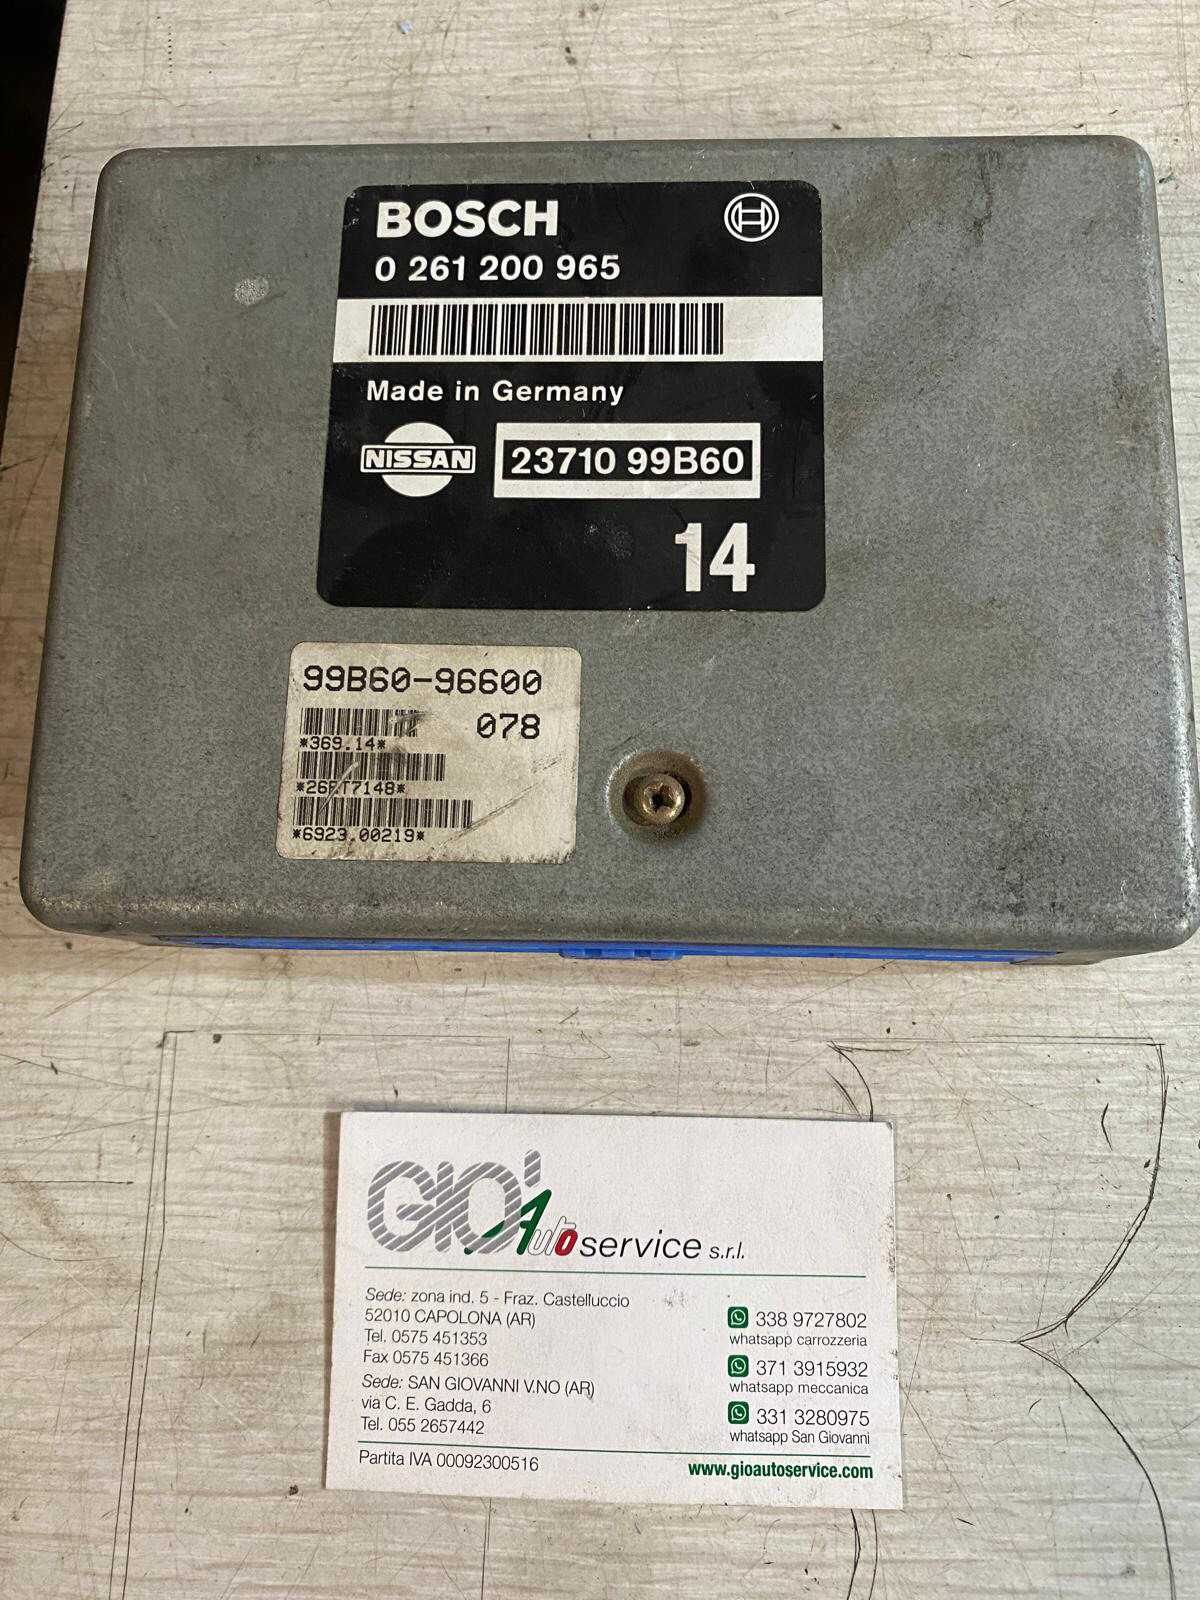 BOSCH
0 261 200 965
Made in Germany
NISSAN
23710 99B60
14
99B60-96600
078
*369.14*
*6923.00219*
GIO' Autoservice s.r.l.
Sede: zona ind. 5 - Fraz. Castelluccio
52010 CAPOLONA (AR)
Tel. 0575 451353
Fax 0575 451366
Sede: SAN GIOVANNI V.NO (AR)
via C. E. Gadda, 6
Tel. 055 2657442
338 9727802
whatsapp carrozzeria
371 3915932
whatsapp meccanica
331 3280975
whatsapp San Giovanni
Partita IVA 00092300516
www.gioautoservice.com